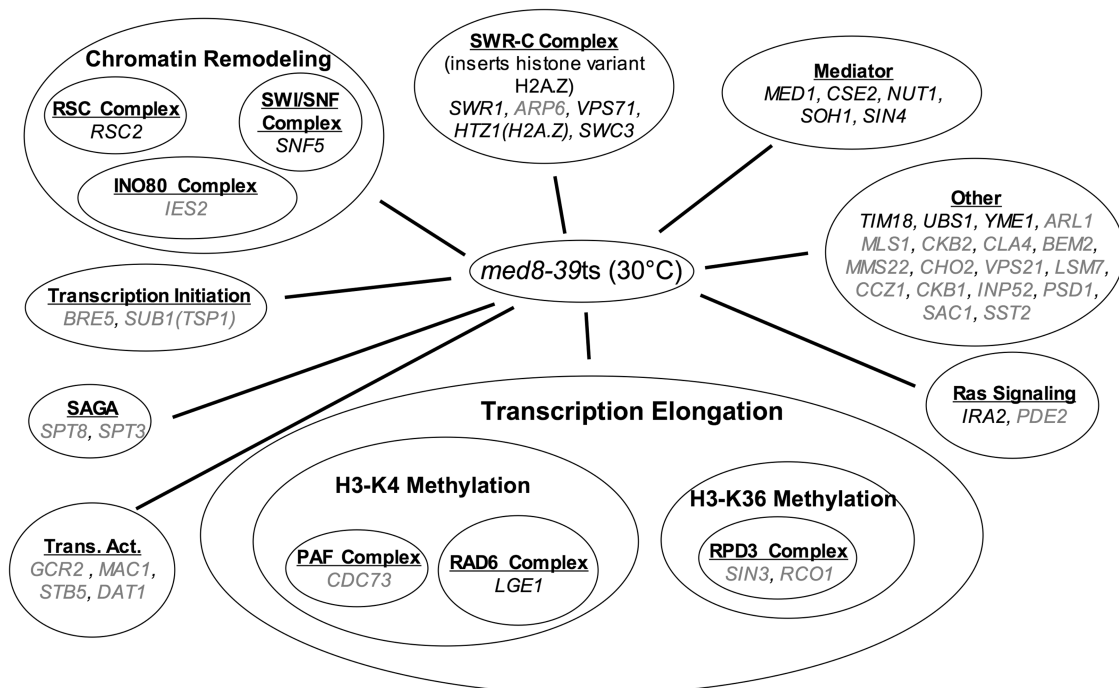 Chromatin Remodeling
RSC Complex
RSC2
SWI/SNF
Complex
SNF5
INO80 Complex
IES2
SWR-C Complex
(inserts histone variant
H2A.Z)
SWR1, ARP6, VPS71,
HTZ1(H2A.Z), SWC3
Mediator
MED1, CSE2, NUT1,
SOH1, SIN4
Other
TIM18, UBS1, YME1, ARL1
MLS1, CKB2, CLA4, BEM2,
MMS22, CHO2, VPS21, LSM7,
CCZ1, CKB1, INP52, PSD1,
SAC1, SST2
med8-39ts (30°C)
Transcription Initiation
BRE5, SUB1(TSP1)
SAGA
SPT8, SPT3
Ras Signaling
IRA2, PDE2
Trans. Act.
GCR2 , MAC1,
STB5, DAT1
Transcription Elongation
H3-K4 Methylation
PAF Complex
CDC73
RAD6 Complex
LGE1
H3-K36 Methylation
RPD3 Complex
SIN3, RCO1